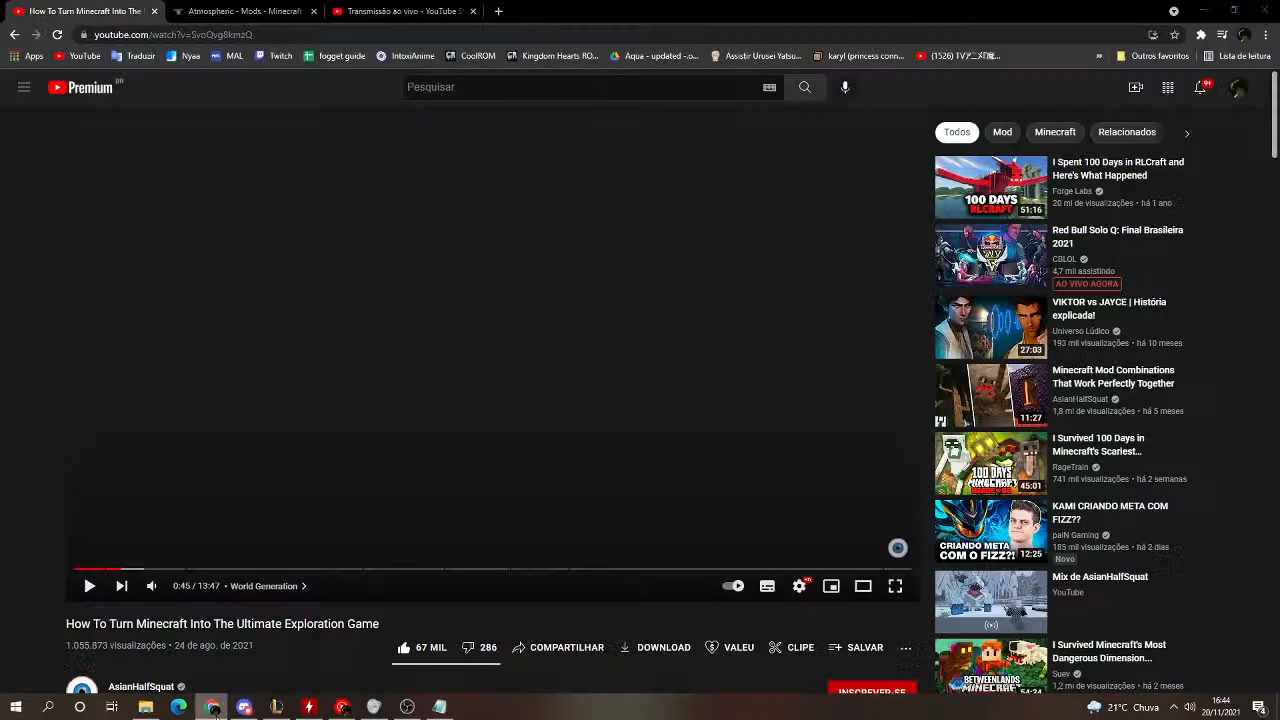 How To Turn Minecraft Into The
Atmospheric - Mods - Minecraft
Transmissão ao vivo - YouTube S
youtube.com/watch?v=SvoQvg8kmzQ
Apps
YouTube
Traduzir
Nyaa
MAL
Twitch
fogget guide
IntoxiAnime
CoolROM
Kingdom Hearts RO...
Aqua - updated -.o...
Assistir Urusei Yatsu...
karyl (princess conn...
Outros favoritos
Lista de leitura
Premium BR
Pesquisar
9+
Todos
Mod
Minecraft
Relacionados
100 DAYS
RLCRAFT
51:16
I Spent 100 Days in RLCraft and
Here's What Happened
Forge Labs
20 mi de visualizações • há 1 ano
Red Bull Solo Q: Final Brasileira
2021
CBLOL
4,7 mil assistindo
AO VIVO AGORA
27:03
VIKTOR vs JAYCE | História
explicada!
Universo Lúdico
193 mil visualizações • há 10 meses
11:27
Minecraft Mod Combinations
That Work Perfectly Together
AsianHalfSquat
1,8 mi de visualizações • há 5 meses
100 DAYS
MINECRAFT
45:01
I Survived 100 Days in
Minecraft's Scariest...
RageTrain
741 mil visualizações • há 2 semanas
CRIANDO META
COM O FIZZ?!
12:25
KAMI CRIANDO META COM
FIZZ??
paIN Gaming
185 mil visualizações • há 2 dias
Novo
Mix de AsianHalfSquat
YouTube
BETWEENLANDS
MINECRAFT
54:34
I Survived Minecraft's Most
Dangerous Dimension...
Suev
1,2 mi de visualizações • há 2 meses
0:45 / 13:47 • World Generation
How To Turn Minecraft Into The Ultimate Exploration Game
1.055.873 visualizações • 24 de ago. de 2021
67 MIL
286
COMPARTILHAR
DOWNLOAD
VALEU
CLIPE
SALVAR
AsianHalfSquat
INSCREVER-SE
21°C Chuva
16:44
20/11/2021